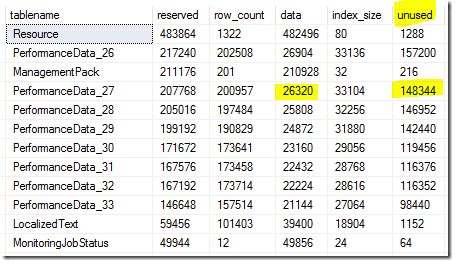 tablename reserved row_count data index_size unused
Resource 483864 1322 482496 80 1288
PerformanceData_26 217240 202508 26904 33136 157200
ManagementPack 211176 201 210928 32 216
PerformanceData_27 207768 200957 26320 33104 148344
PerformanceData_28 205016 197484 25808 32256 146952
PerformanceData_29 199192 190829 24872 31880 142440
PerformanceData_30 171672 173641 23160 29056 119456
PerformanceData_31 167576 173458 22432 28768 116376
PerformanceData_32 167192 173714 22224 28616 116352
PerformanceData_33 146648 157514 21144 27064 98440
LocalizedText 59456 101403 39400 18904 1152
MonitoringJobStatus 49944 12 49856 24 64